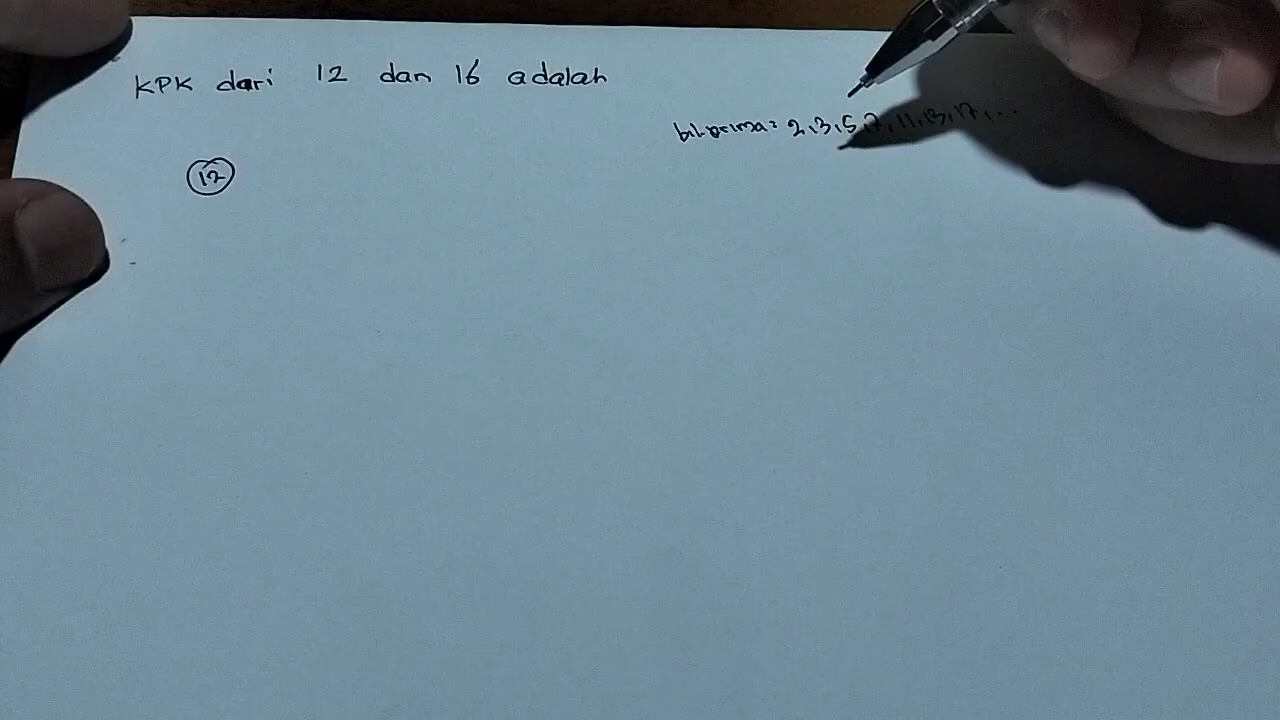 KPK dari 12 dan 16 adalah
bil.prima= 2,3,5,7,11,13,17,...
12